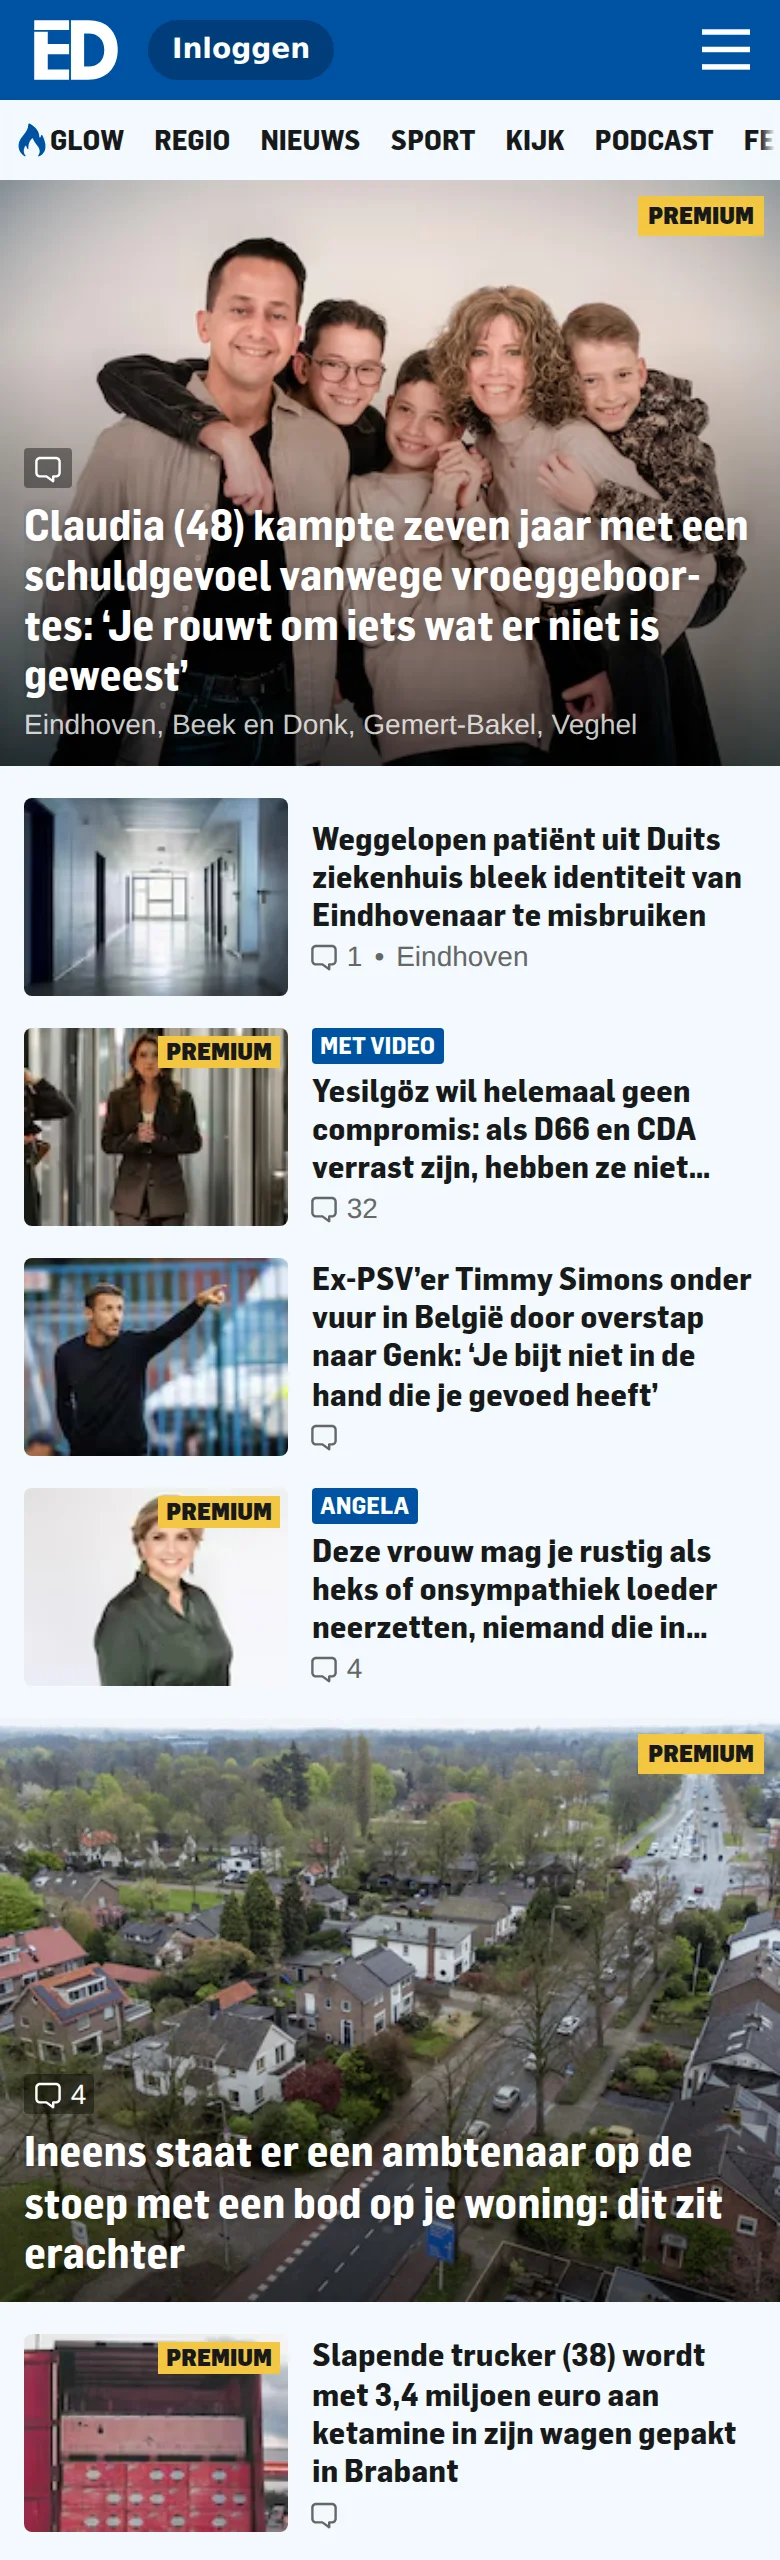 ED
Inloggen
GLOW REGIO NIEUWS SPORT KIJK PODCAST FE
PREMIUM
Claudia (48) kampte zeven jaar met een
schuldgevoel vanwege vroeggeboor-
tes: ‘Je rouwt om iets wat er niet is
geweest’
Eindhoven, Beek en Donk, Gemert-Bakel, Veghel
Weggelopen patiënt uit Duits
ziekenhuis bleek identiteit van
Eindhovenaar te misbruiken
1 • Eindhoven
PREMIUM
MET VIDEO
Yesilgöz wil helemaal geen
compromis: als D66 en CDA
verrast zijn, hebben ze niet...
32
Ex-PSV’er Timmy Simons onder
vuur in België door overstap
naar Genk: ‘Je bijt niet in de
hand die je gevoed heeft’
PREMIUM
ANGELA
Deze vrouw mag je rustig als
heks of onsympathiek loeder
neerzetten, niemand die in...
4
PREMIUM
4
Ineens staat er een ambtenaar op de
stoep met een bod op je woning: dit zit
erachter
PREMIUM
Slapende trucker (38) wordt
met 3,4 miljoen euro aan
ketamine in zijn wagen gepakt
in Brabant